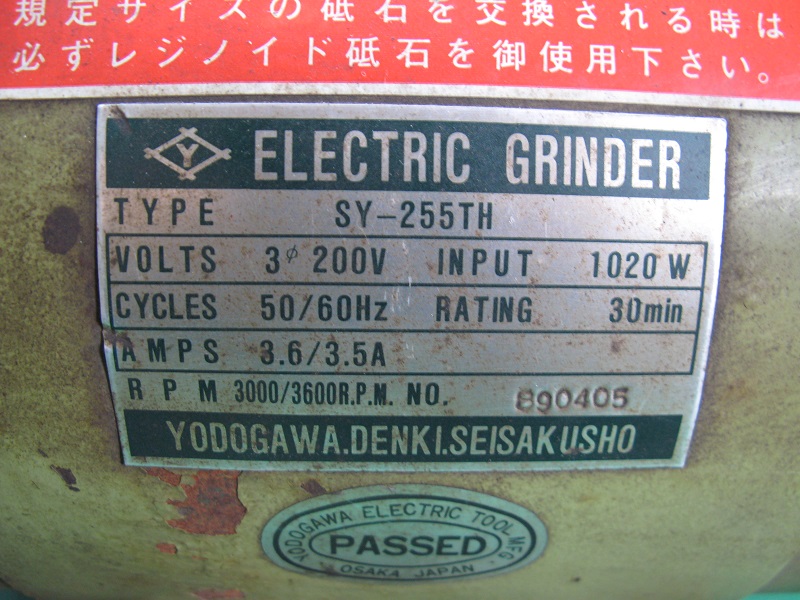 規定サイズの砥石を交換される時は
必ずレジノイド砥石を御使用下さい。
Y ELECTRIC GRINDER
TYPE SY-255TH
VOLTS 3φ 200V INPUT 1020 W
CYCLES 50/60Hz RATING 30min
AMPS 3.6/3.5A
RPM 3000/3600R.P.M. NO. 890405
YODOGAWA.DENKI.SEISAKUSHO
YODOGAWA ELECTRIC TOOL MFG
PASSED
OSAKA JAPAN